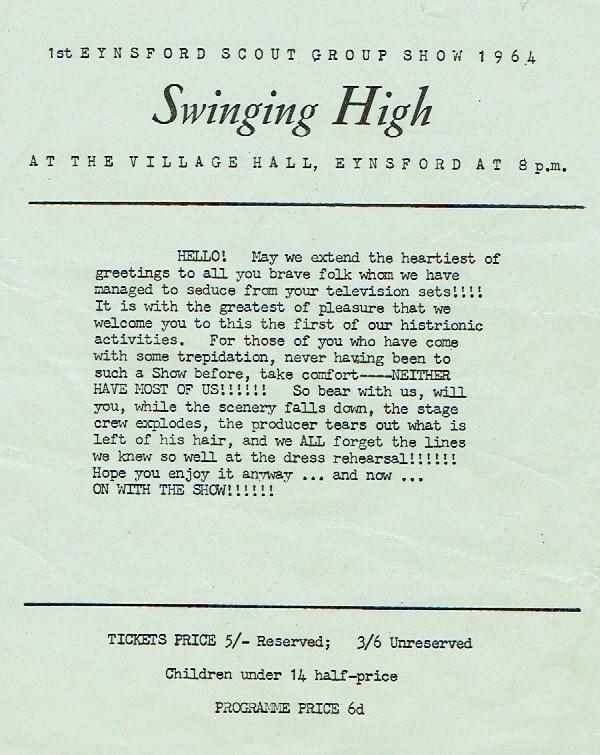 1st EYNSFORD SCOUT GROUP SHOW 1964
Swinging High
AT THE VILLAGE HALL, EYNSFORD AT 8 p.m.
HELLO! May we extend the heartiest of
greetings to all you brave folk whom we have
managed to seduce from your television sets!!!!
It is with the greatest of pleasure that we
welcome you to this the first of our histrionic
activities. For those of you who have come
with some trepidation, never having been to
such a Show before, take comfort----NEITHER
HAVE MOST OF US!!!!!! So bear with us, will
you, while the scenery falls down, the stage
crew explodes, the producer tears out what is
left of his hair, and we ALL forget the lines
we knew so well at the dress rehearsal!!!!!!
Hope you enjoy it anyway ... and now ...
ON WITH THE SHOW!!!!!!
TICKETS PRICE 5/- Reserved; 3/6 Unreserved
Children under 14 half-price
PROGRAMME PRICE 6d